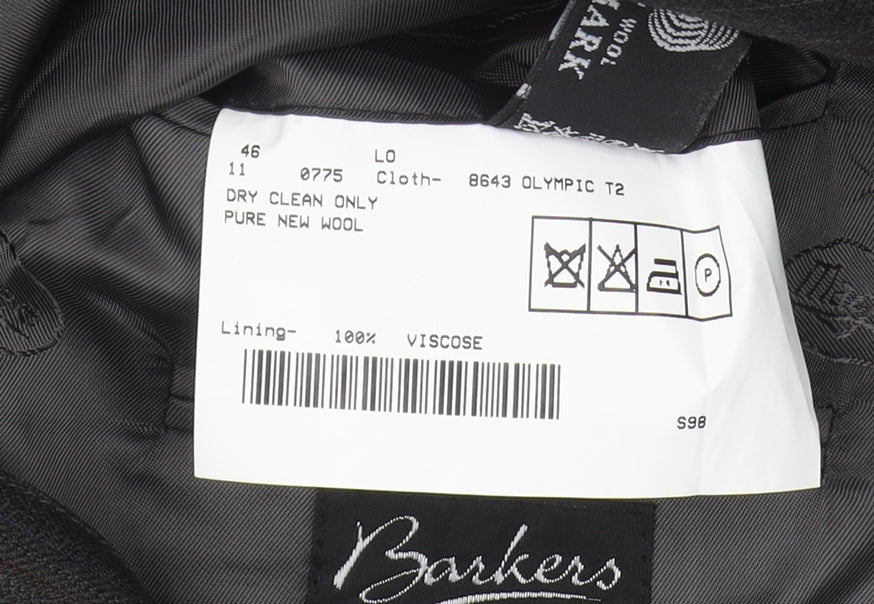 WOOL
MARK
46 LO
11 0775 Cloth- 8643 OLYMPIC T2
DRY CLEAN ONLY
PURE NEW WOOL
P
Lining- 100% VISCOSE
S98
Barkers